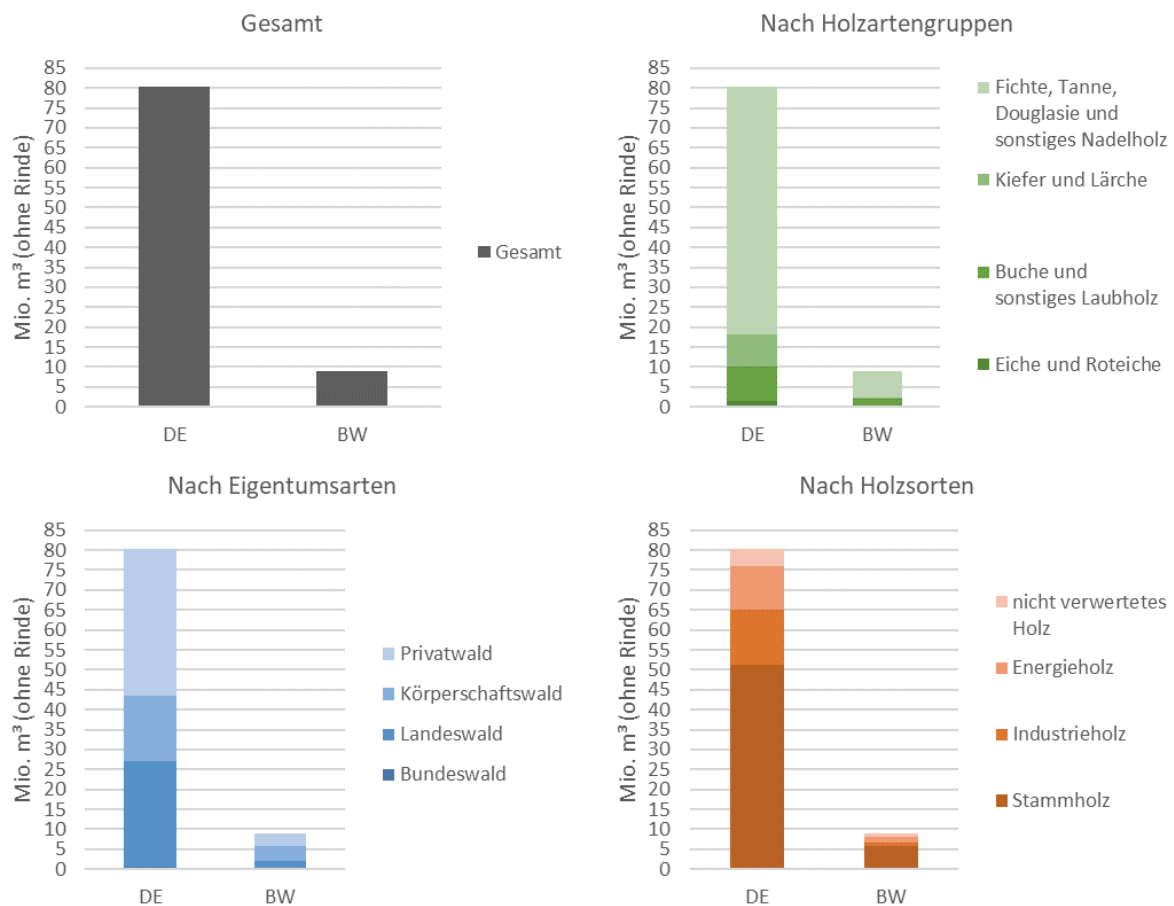 Gesamt
Mio. m³ (ohne Rinde)
85
80
75
70
65
60
55
50
45
40
35
30
25
20
15
10
5
0
DE
BW
Gesamt
Nach Holzartengruppen
Mio. m³ (ohne Rinde)
85
80
75
70
65
60
55
50
45
40
35
30
25
20
15
10
5
0
DE
BW
Fichte, Tanne,
Douglasie und
sonstiges Nadelholz
Kiefer und Lärche
Buche und
sonstiges Laubholz
Eiche und Roteiche
Nach Eigentumsarten
Mio. m³ (ohne Rinde)
85
80
75
70
65
60
55
50
45
40
35
30
25
20
15
10
5
0
DE
BW
Privatwald
Körperschaftswald
Landeswald
Bundeswald
Nach Holzsorten
Mio. m³ (ohne Rinde)
85
80
75
70
65
60
55
50
45
40
35
30
25
20
15
10
5
0
DE
BW
nicht verwertetes
Holz
Energieholz
Industrieholz
Stammholz